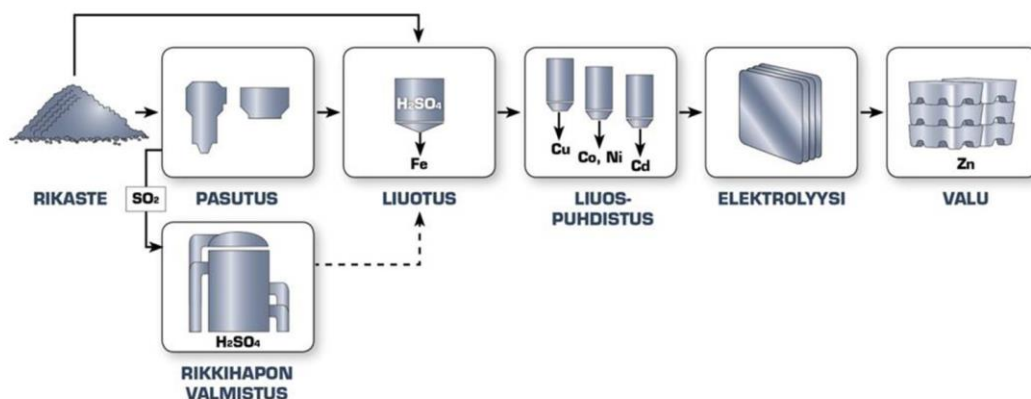 H₂SO₄
Fe
Cu
Co, Ni
Cd
Zn
RIKASTE
SO₂
PASUTUS
LIUOTUS
LIUOS-
PUHDISTUS
ELEKTROLYYSI
VALU
H₂SO₄
RIKKIHAPON
VALMISTUS